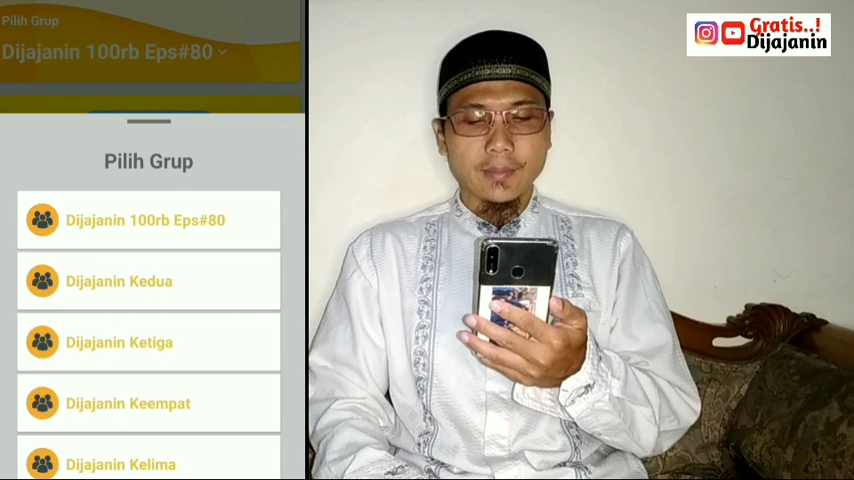 Pilih Grup
Dijajanin 100rb Eps#80
Pilih Grup
Dijajanin 100rb Eps#80
Dijajanin Kedua
Dijajanin Ketiga
Dijajanin Keempat
Dijajanin Kelima
Gratis..!
Dijajanin